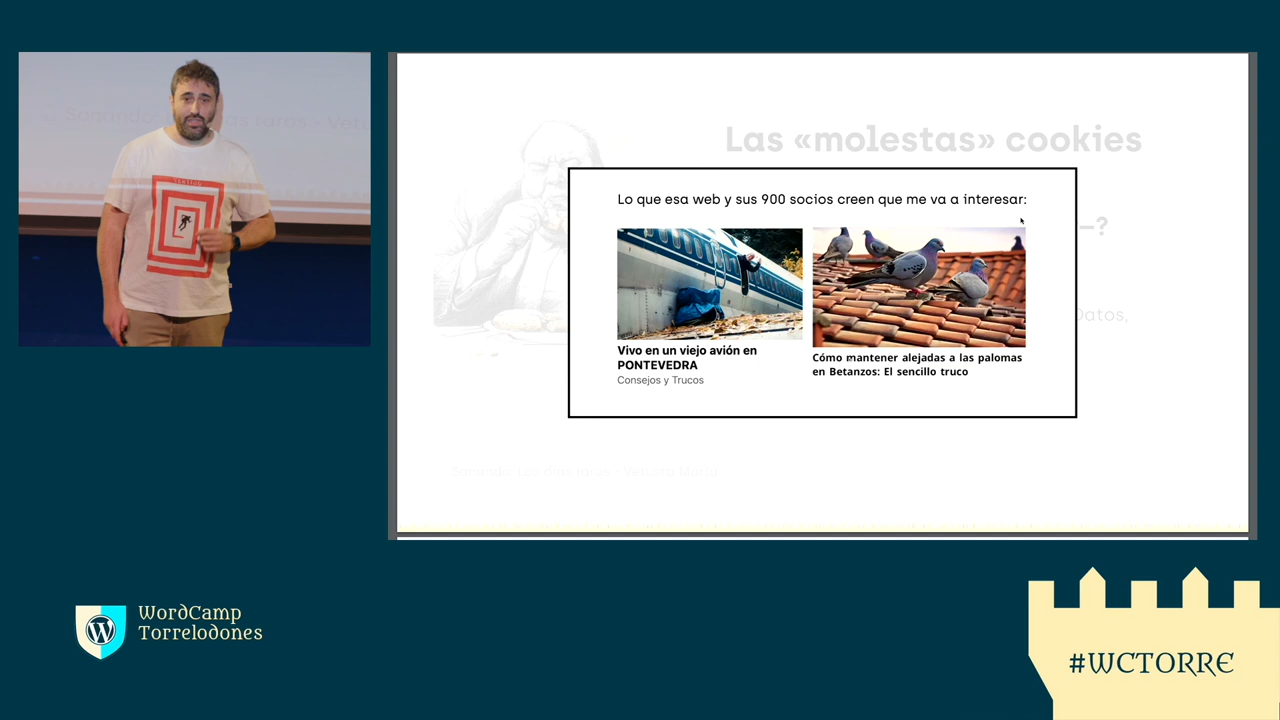 Las «molestas» cookies
Lo que esa web y sus 900 socios creen que me va a interesar:
–?
Datos,
Vivo en un viejo avión en
PONTEVEDRA
Consejos y Trucos
Cómo mantener alejadas a las palomas
en Betanzos: El sencillo truco
WordCamp
Torrelodones
#WCTORRE